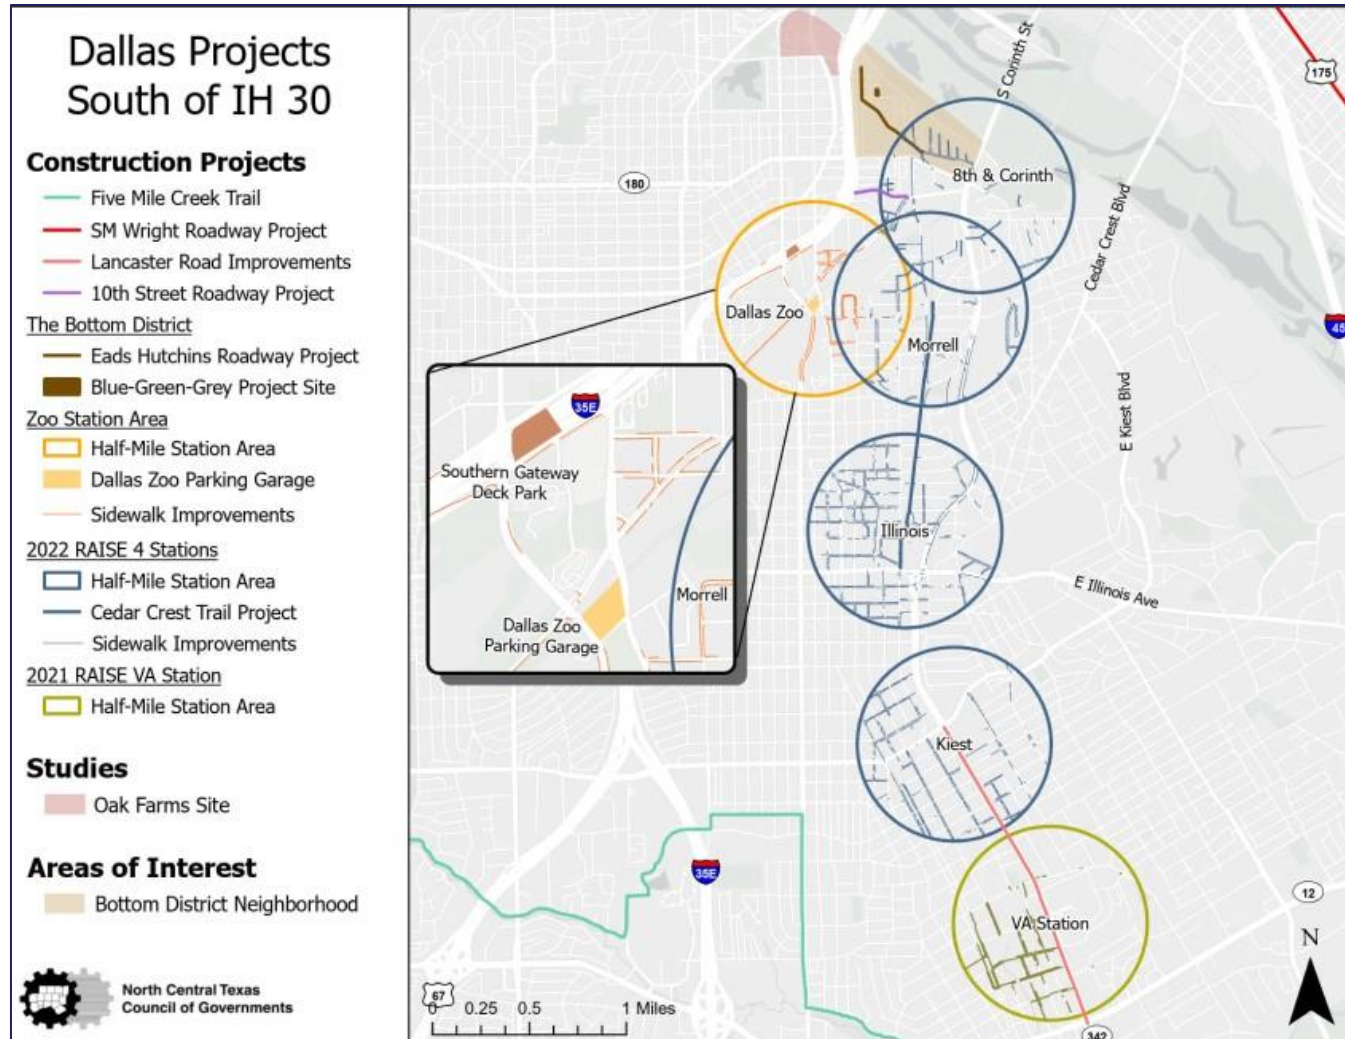 Dallas Projects
South of IH 30
Construction Projects
Five Mile Creek Trail
SM Wright Roadway Project
Lancaster Road Improvements
10th Street Roadway Project
The Bottom District
Eads Hutchins Roadway Project
Blue-Green-Grey Project Site
Zoo Station Area
Half-Mile Station Area
Dallas Zoo Parking Garage
Sidewalk Improvements
2022 RAISE 4 Stations
Half-Mile Station Area
Cedar Crest Trail Project
Sidewalk Improvements
2021 RAISE VA Station
Half-Mile Station Area
Studies
Oak Farms Site
Areas of Interest
Bottom District Neighborhood
North Central Texas
Council of Governments
S Corinth St
175
180
8th & Corinth
Cedar Crest Blvd
Dallas Zoo
45
Morrell
E Kiest Blvd
35E
Southern Gateway
Deck Park
Morrell
Dallas Zoo
Parking Garage
Illinois
E Illinois Ave
Kiest
35E
12
VA Station
N
67
0 0.25 0.5 1 Miles
342